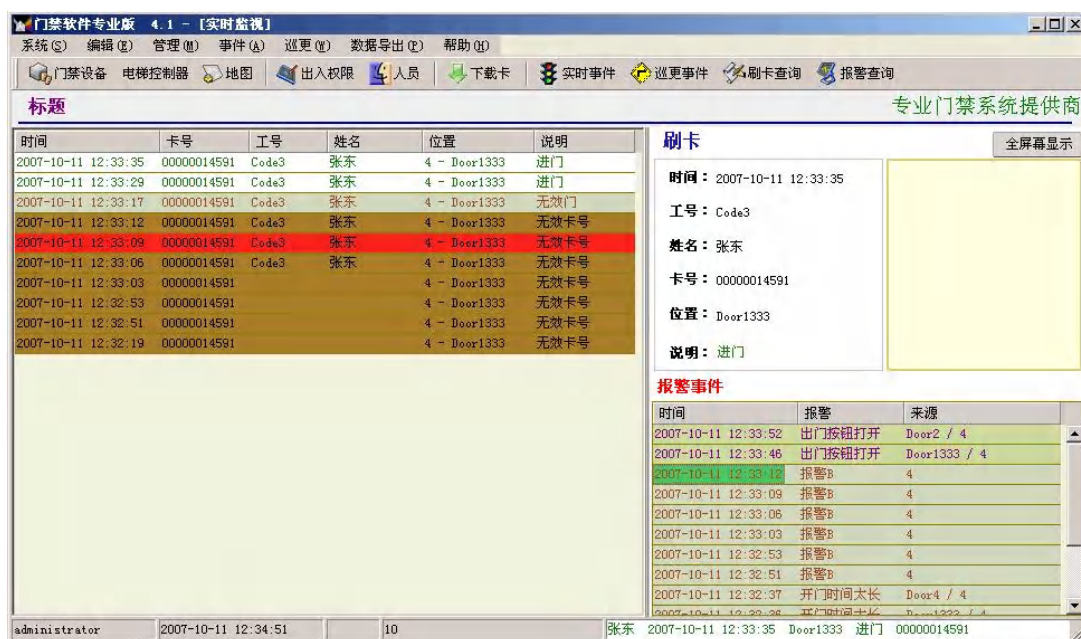 门禁软件专业版 4.1 - [实时监视]
系统(S) 编辑(E) 管理(M) 事件(A) 巡更(W) 数据导出(P) 帮助(H)
门禁设备 电梯控制器 地图 出入权限 人员 下载卡 实时事件 巡更事件 刷卡查询 报警查询
标题 专业门禁系统提供商
时间 卡号 工号 姓名 位置 说明
2007-10-11 12:33:35 00000014591 Code3 张东 4 - Door1333 进门
2007-10-11 12:33:29 00000014591 Code3 张东 4 - Door1333 进门
2007-10-11 12:33:17 00000014591 Code3 张东 4 - Door1333 无效门
2007-10-11 12:33:12 00000014591 Code3 张东 4 - Door1333 无效卡号
2007-10-11 12:33:09 00000014591 Code3 张东 4 - Door1333 无效卡号
2007-10-11 12:33:06 00000014591 Code3 张东 4 - Door1333 无效卡号
2007-10-11 12:33:03 00000014591 4 - Door1333 无效卡号
2007-10-11 12:32:53 00000014591 4 - Door1333 无效卡号
2007-10-11 12:32:51 00000014591 4 - Door1333 无效卡号
2007-10-11 12:32:19 00000014591 4 - Door1333 无效卡号
刷卡 全屏幕显示
时间：2007-10-11 12:33:35
工号：Code3
姓名：张东
卡号：00000014591
位置：Door1333
说明：进门
报警事件
时间 报警 来源
2007-10-11 12:33:52 出门按钮打开 Door2 / 4
2007-10-11 12:33:46 出门按钮打开 Door1333 / 4
2007-10-11 12:33:12 报警B 4
2007-10-11 12:33:09 报警B 4
2007-10-11 12:33:06 报警B 4
2007-10-11 12:33:03 报警B 4
2007-10-11 12:32:53 报警B 4
2007-10-11 12:32:51 报警B 4
2007-10-11 12:32:37 开门时间太长 Door4 / 4
开门时间太长
administrator 2007-10-11 12:34:51 10 张东 2007-10-11 12:33:35 Door1333 进门 00000014591